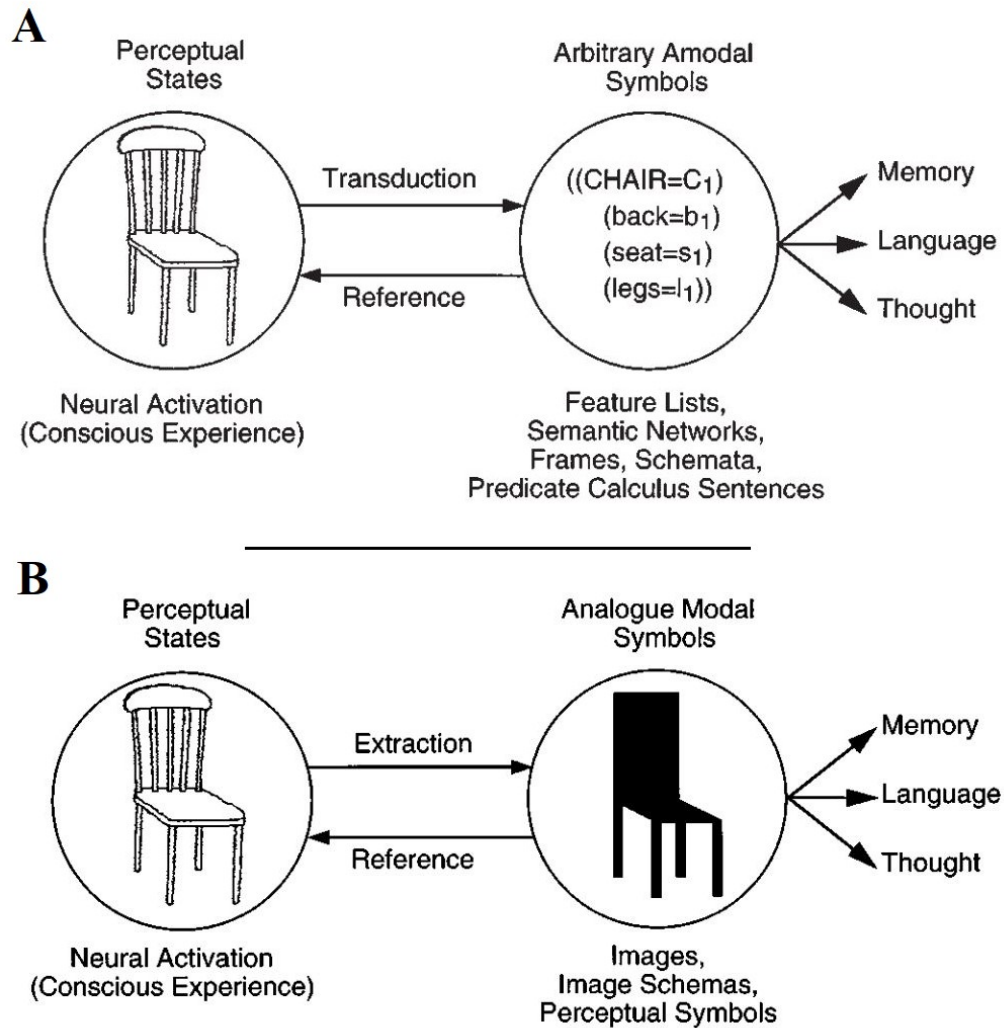 A
Perceptual
States
Arbitrary Amodal
Symbols
Transduction
Reference
((CHAIR=C₁)
(back=b₁)
(seat=s₁)
(legs=l₁))
Memory
Language
Thought
Neural Activation
(Conscious Experience)
Feature Lists,
Semantic Networks,
Frames, Schemata,
Predicate Calculus Sentences
B
Perceptual
States
Analogue Modal
Symbols
Extraction
Reference
Memory
Language
Thought
Neural Activation
(Conscious Experience)
Images,
Image Schemas,
Perceptual Symbols